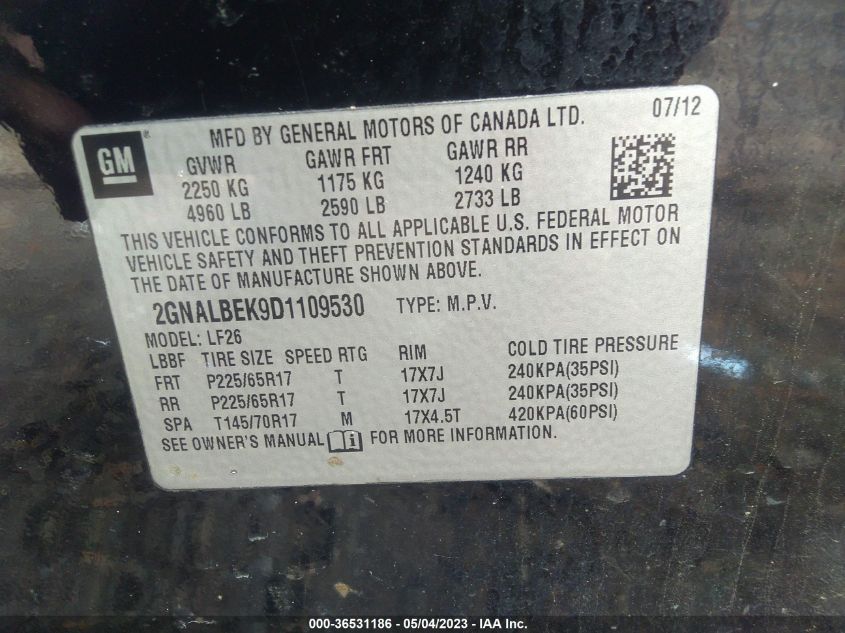 GM ® MFD BY GENERAL MOTORS OF CANADA LTD. 07/12
GVWR GAWR FRT GAWR RR
2250 KG 1175 KG 1240 KG
4960 LB 2590 LB 2733 LB
THIS VEHICLE CONFORMS TO ALL APPLICABLE U.S. FEDERAL MOTOR
VEHICLE SAFETY AND THEFT PREVENTION STANDARDS IN EFFECT ON
THE DATE OF MANUFACTURE SHOWN ABOVE.
2GNALBEK9D1109530 TYPE: M.P.V.
MODEL: LF26
LBBF TIRE SIZE SPEED RTG RIM COLD TIRE PRESSURE
FRT P225/65R17 T 17X7J 240KPA(35PSI)
RR P225/65R17 T 17X7J 240KPA(35PSI)
SPA T145/70R17 M 17X4.5T 420KPA(60PSI)
SEE OWNER'S MANUAL i FOR MORE INFORMATION.
000-36531186 - 05/04/2023 - IAA Inc.